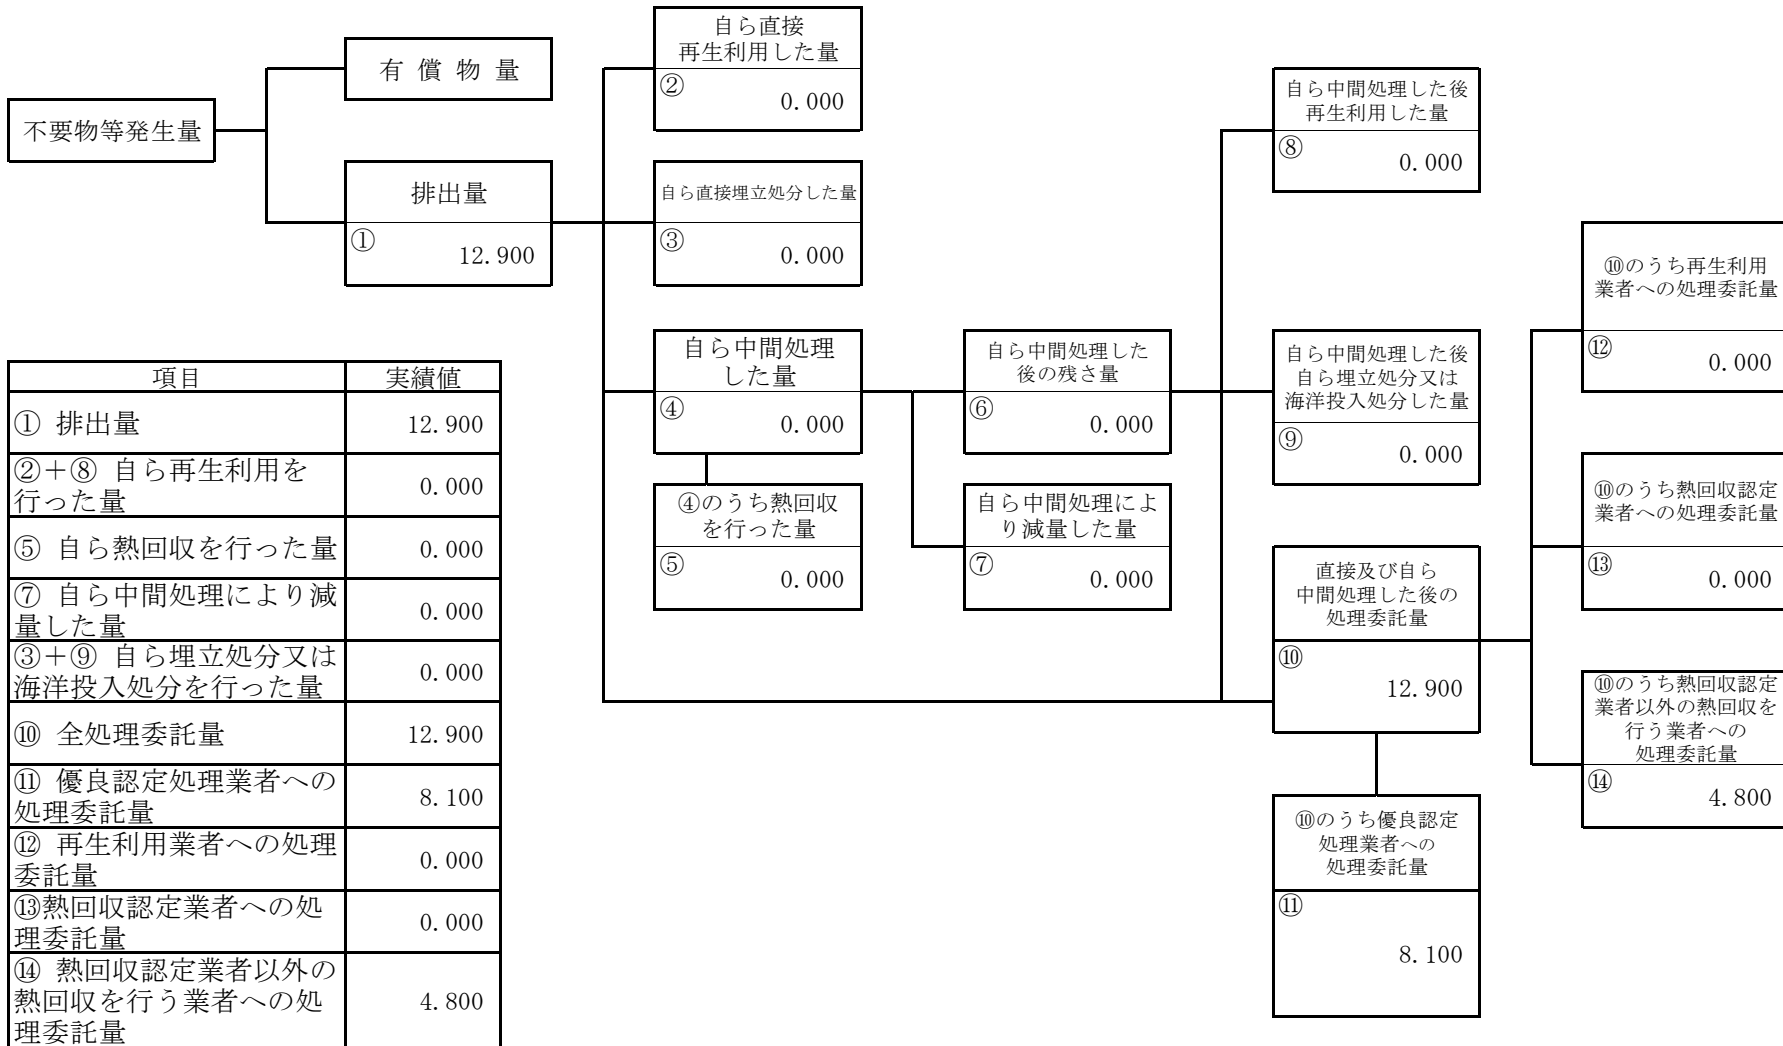 不要物等発生量
有 償 物 量
排出量
①
12.900
自ら直接
再生利用した量
②
0.000
自ら直接埋立処分した量
③
0.000
自ら中間処理
した量
④
0.000
④のうち熱回収
を行った量
⑤
0.000
自ら中間処理した
後の残さ量
⑥
0.000
自ら中間処理によ
り減量した量
⑦
0.000
自ら中間処理した後
再生利用した量
⑧
0.000
自ら中間処理した後
自ら埋立処分又は
海洋投入処分した量
⑨
0.000
直接及び自ら
中間処理した後の
処理委託量
⑩
12.900
⑩のうち優良認定
処理業者への
処理委託量
⑪
8.100
⑩のうち再生利用
業者への処理委託量
⑫
0.000
⑩のうち熱回収認定
業者への処理委託量
⑬
0.000
⑩のうち熱回収認定
業者以外の熱回収を
行う業者への
処理委託量
⑭
4.800
項目 実績値
① 排出量 12.900
②＋⑧ 自ら再生利用を
行った量 0.000
⑤ 自ら熱回収を行った量 0.000
⑦ 自ら中間処理により減
量した量 0.000
③＋⑨ 自ら埋立処分又は
海洋投入処分を行った量 0.000
⑩ 全処理委託量 12.900
⑪ 優良認定処理業者への
処理委託量 8.100
⑫ 再生利用業者への処理
委託量 0.000
⑬熱回収認定業者への処
理委託量 0.000
⑭ 熱回収認定業者以外の
熱回収を行う業者への処
理委託量 4.800